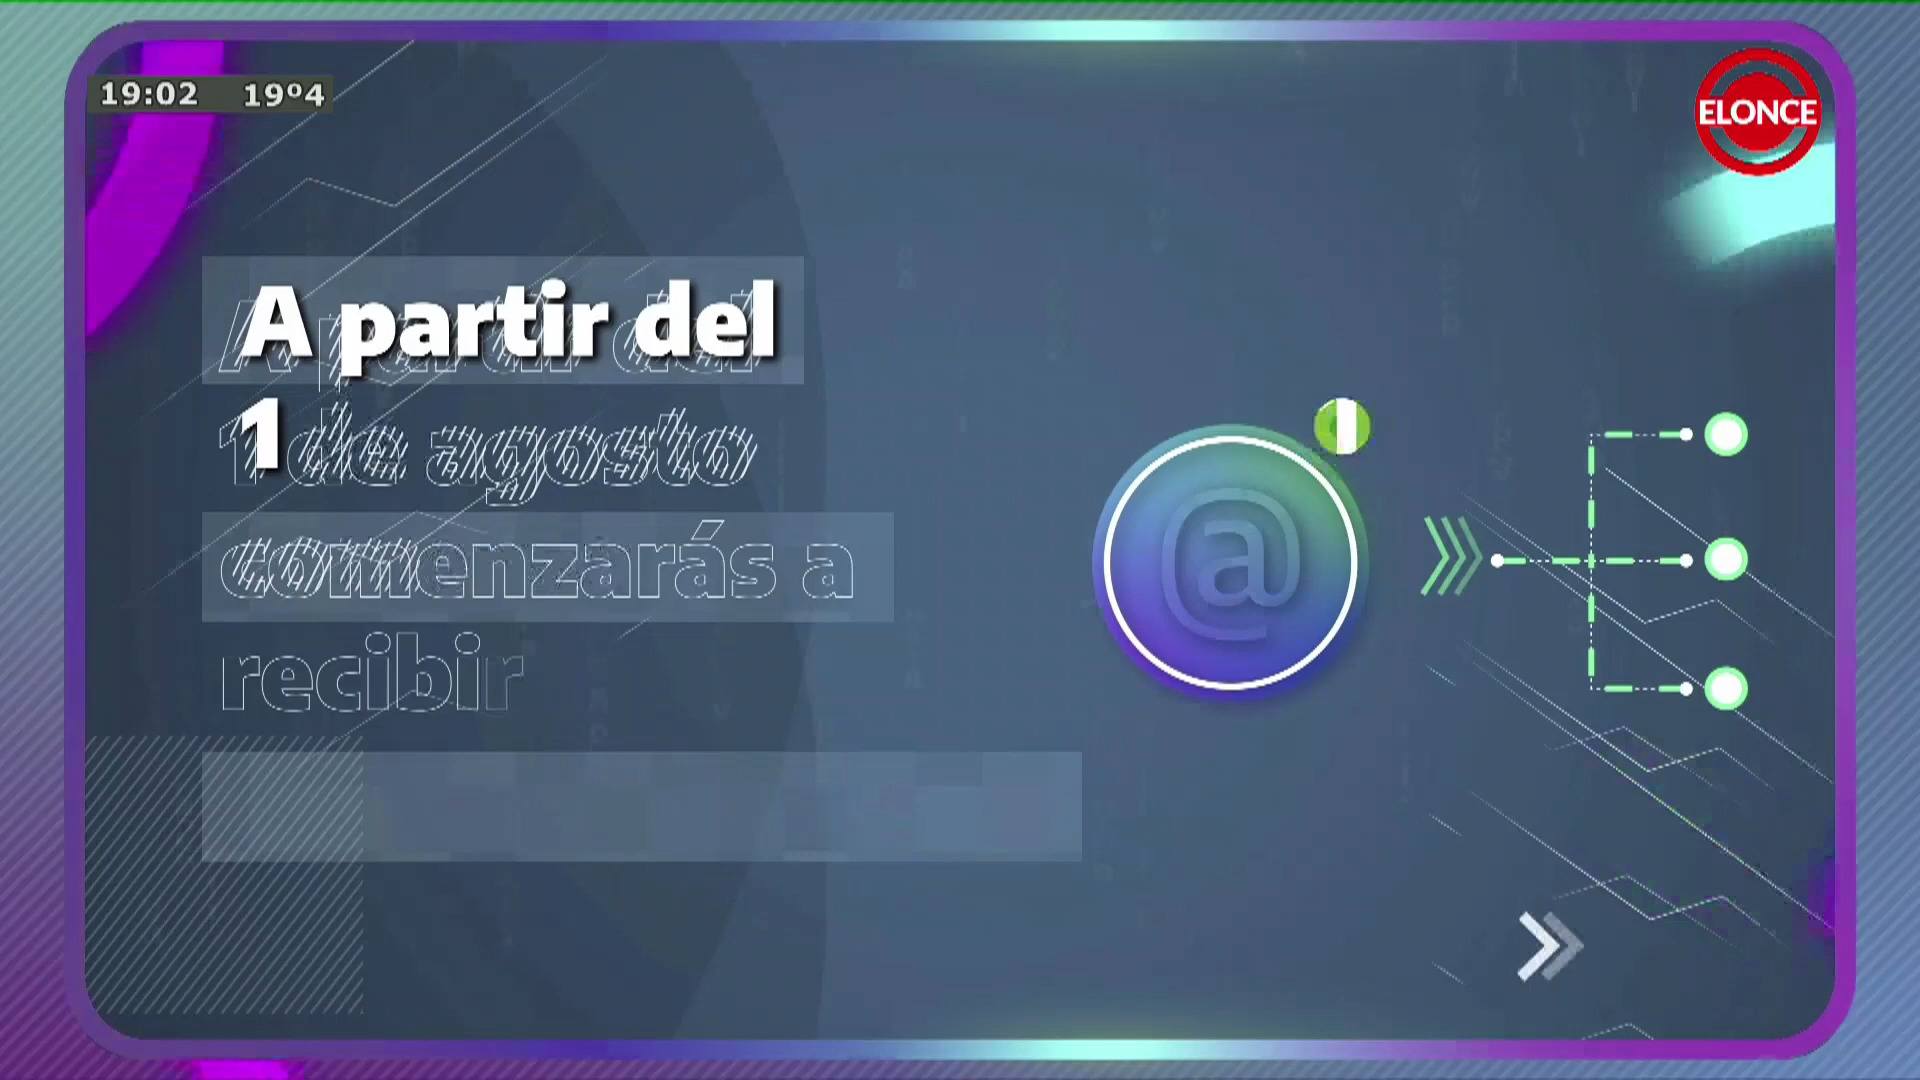 19:02 19º4
ELONCE
A partir del
1 de agosto
comenzarás a
recibir
@